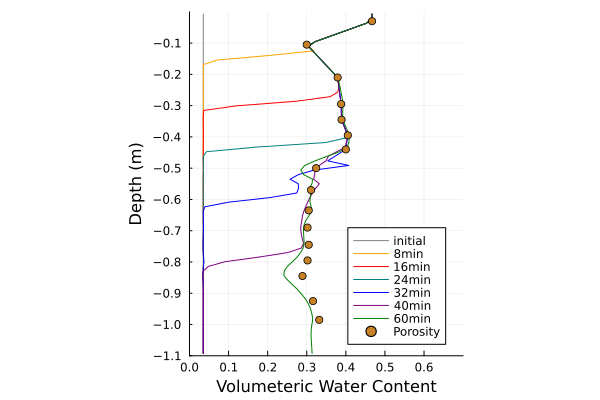 −0.1
−0.2
−0.3
−0.4
−0.5
−0.6
−0.7
−0.8
−0.9
−1.0
−1.1
Depth (m)
0.0 0.1 0.2 0.3 0.4 0.5 0.6
Volumeteric Water Content
initial
8min
16min
24min
32min
40min
60min
Porosity